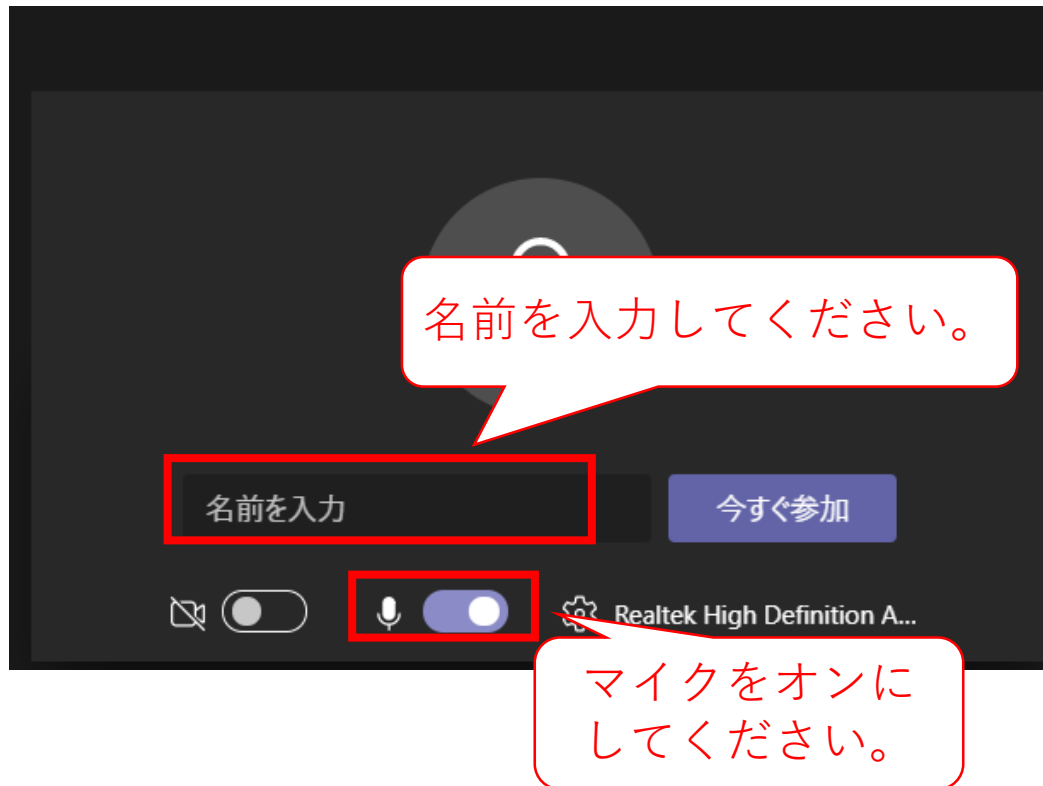 名前を入力してください。
名前を入力
今すぐ参加
Realtek High Definition A...
マイクをオンに
してください。